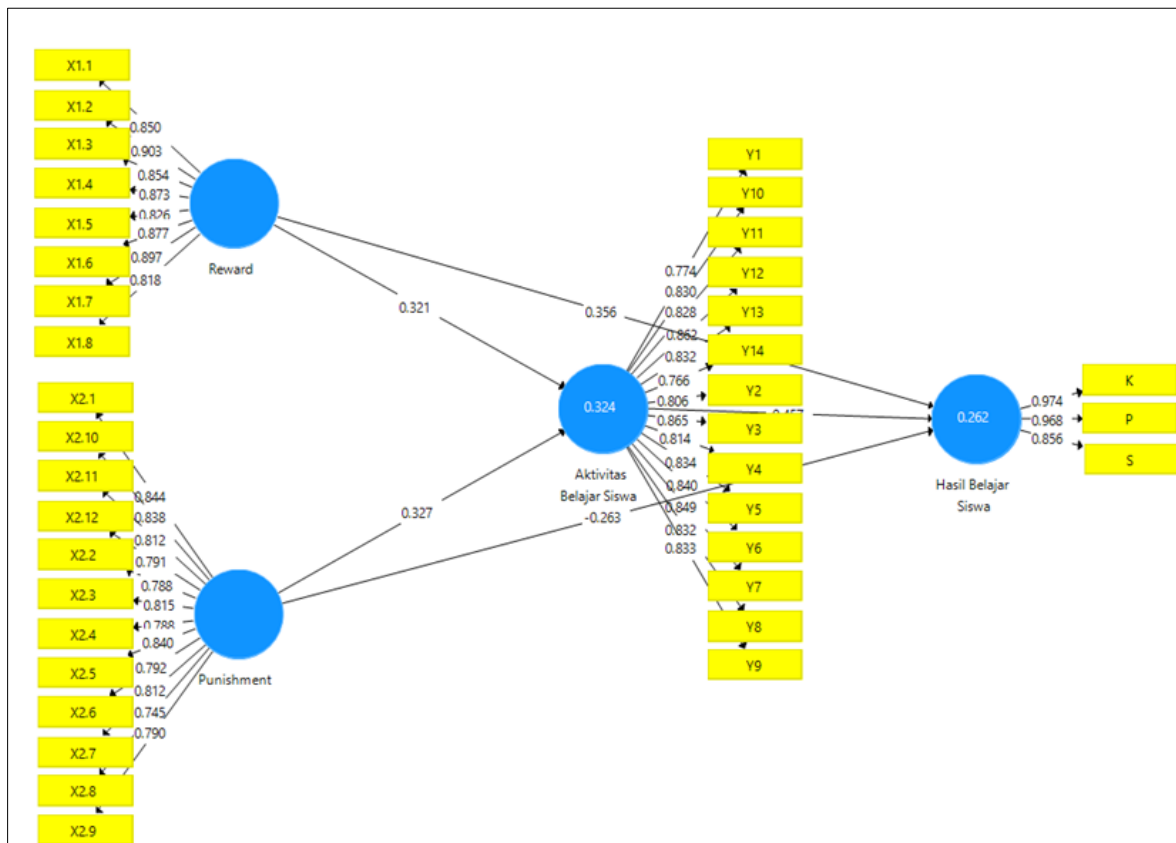 X1.1
X1.2
X1.3
X1.4
X1.5
X1.6
X1.7
X1.8
0.850
0.903
0.854
0.873
0.826
0.877
0.897
0.818
Reward
X2.1
X2.10
X2.11
X2.12
X2.2
X2.3
X2.4
X2.5
X2.6
X2.7
X2.8
X2.9
0.844
0.838
0.812
0.791
0.788
0.815
0.788
0.840
0.792
0.812
0.745
0.790
Punishment
0.321
0.356
0.327
-0.263
0.324
Aktivitas
Belajar Siswa
0.774
0.830
0.828
0.862
0.832
0.766
0.806
0.865
0.814
0.834
0.840
0.849
0.832
0.833
Y1
Y10
Y11
Y12
Y13
Y14
Y2
Y3
Y4
Y5
Y6
Y7
Y8
Y9
0.262
Hasil Belajar
Siswa
0.974
0.968
0.856
K
P
S